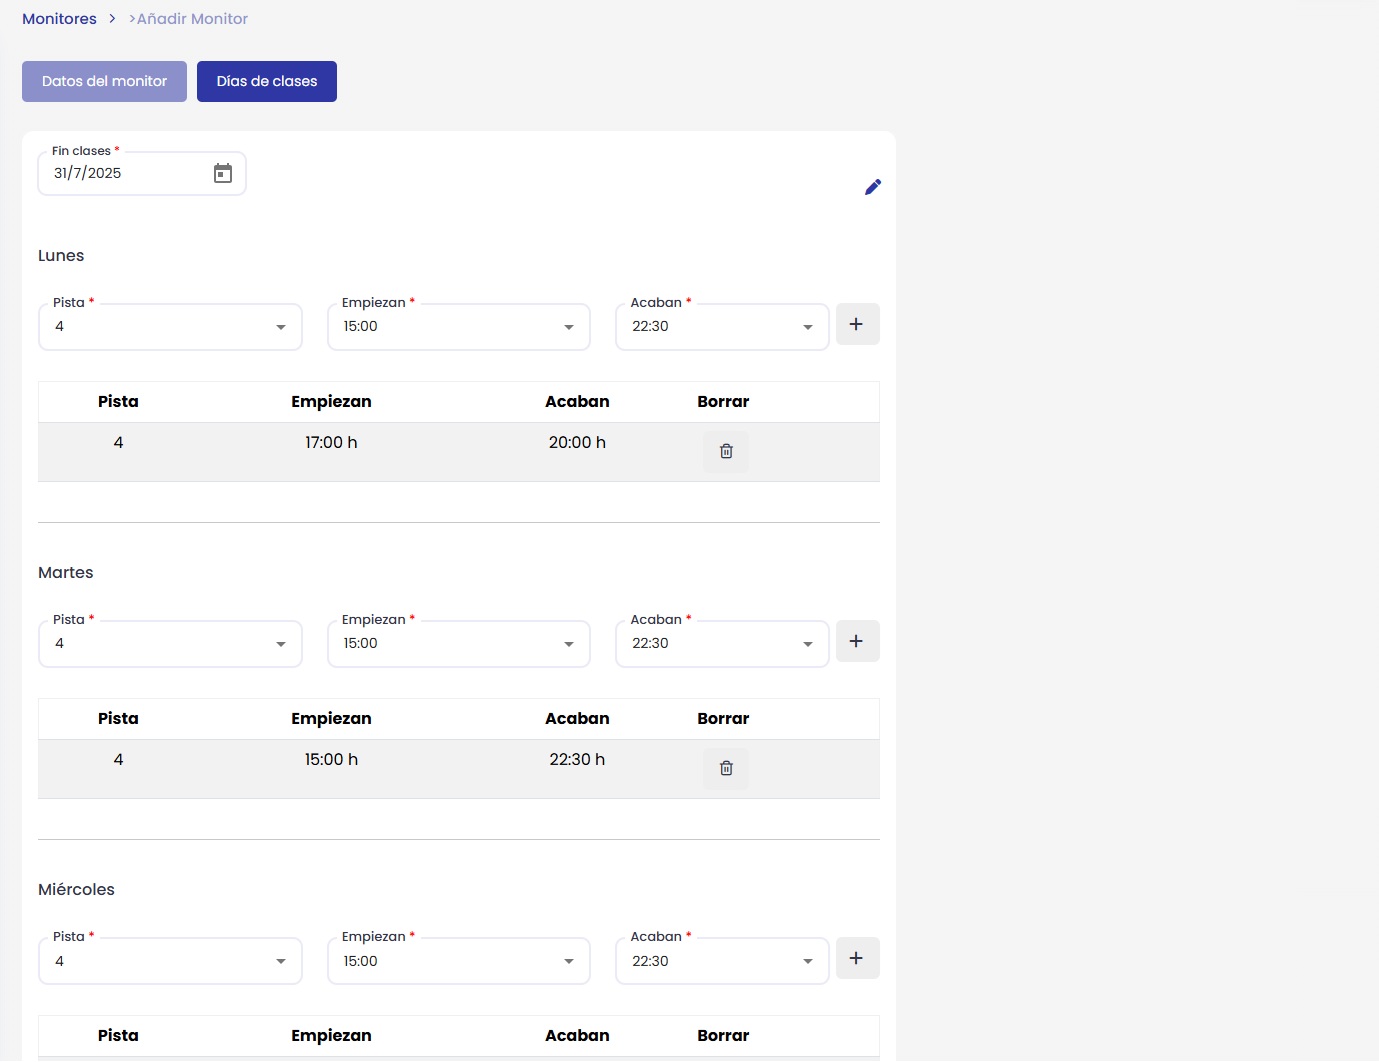 Monitores > >Añadir Monitor
Datos del monitor Días de clases
Fin clases *
31/7/2025
Lunes
Pista * Empiezan * Acaban *
4 15:00 22:30 +
Pista Empiezan Acaban Borrar
4 17:00 h 20:00 h
Martes
Pista * Empiezan * Acaban *
4 15:00 22:30 +
Pista Empiezan Acaban Borrar
4 15:00 h 22:30 h
Miércoles
Pista * Empiezan * Acaban *
4 15:00 22:30 +
Pista Empiezan Acaban Borrar